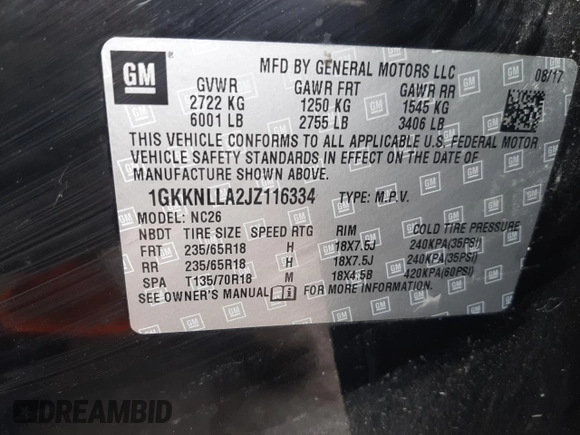 GM
MFD BY GENERAL MOTORS LLC
08/17
GVWR GAWR FRT GAWR RR
2722 KG 1250 KG 1545 KG
6001 LB 2755 LB 3406 LB
THIS VEHICLE CONFORMS TO ALL APPLICABLE U.S. FEDERAL MOTOR
VEHICLE SAFETY STANDARDS IN EFFECT ON THE DATE OF
MANUFACTURE SHOWN ABOVE.
1GKKNLLA2JZ116334 TYPE: M.P.V.
MODEL: NC26
NBDT TIRE SIZE SPEED RTG RIM COLD TIRE PRESSURE
FRT 235/65R18 H 18X7.5J 240KPA(35PSI)
RR 235/65R18 H 18X7.5J 240KPA(35PSI)
SPA T135/70R18 M 18X4.5B 420KPA(60PSI)
SEE OWNER'S MANUAL FOR MORE INFORMATION.
DREAMBID